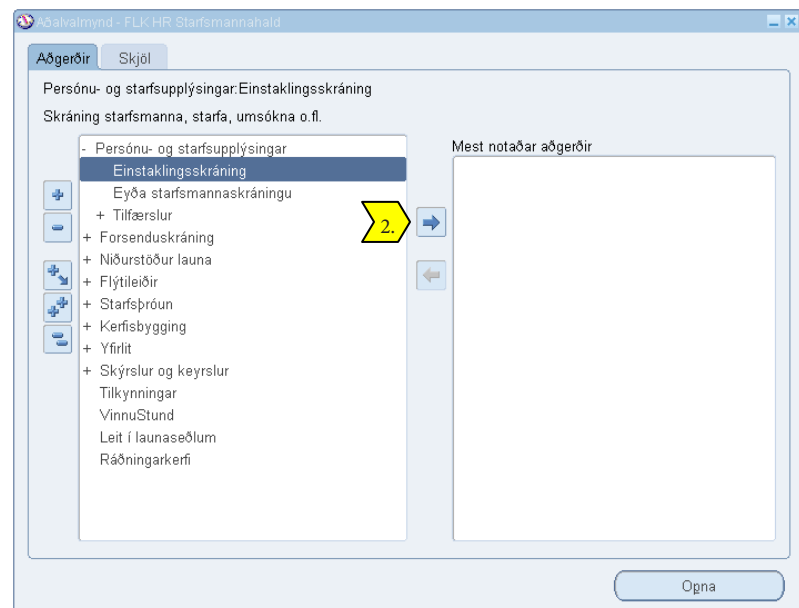 Aðalvalmynd - FLK HR Starfsmannahald
Aðgerðir Skjöl
Persónu- og starfsupplýsingar:Einstaklingsskráning
Skráning starfsmanna, starfa, umsókna o.fl.
- Persónu- og starfsupplýsingar
Einstaklingsskráning
Eyða starfsmannaskráningu
+ Tilfærslur
+ Forsenduskráning
+ Niðurstöður launa
+ Flýtileiðir
+ Starfsþróun
+ Kerfisbygging
+ Yfirlit
+ Skýrslur og keyrslur
Tilkynningar
VinnuStund
Leit í launaseðlum
Ráðningarkerfi
2.
Mest notaðar aðgerðir
Opna